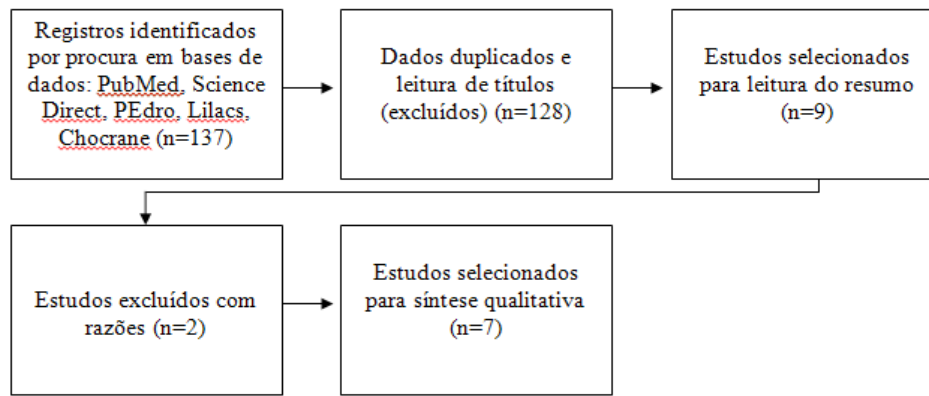 Registros identificados
por procura em bases de
dados: PubMed, Science
Direct, PEdro, Lilacs,
Chocrane (n=137)
Dados duplicados e
leitura de títulos
(excluídos) (n=128)
Estudos selecionados
para leitura do resumo
(n=9)
Estudos excluídos com
razões (n=2)
Estudos selecionados
para síntese qualitativa
(n=7)